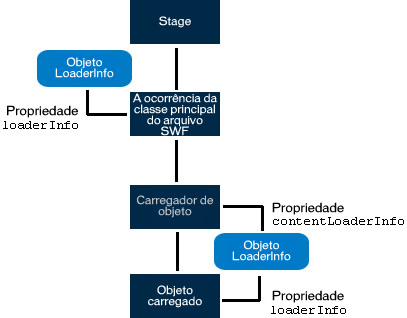 Stage
Objeto
LoaderInfo
Propriedade
loaderInfo
A ocorrência da
classe principal
do arquivo
SWF
Carregador de
objeto
Propriedade
contentLoaderInfo
Objeto
LoaderInfo
Objeto
carregado
Propriedade
loaderInfo